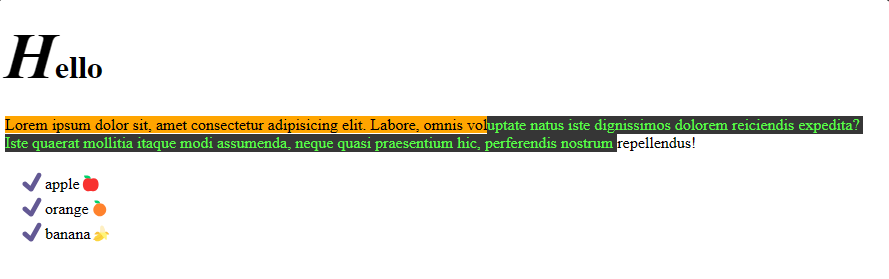 Hello
Lorem ipsum dolor sit, amet consectetur adipisicing elit. Labore, omnis voluptate natus iste dignissimos dolorem reiciendis expedita?
Iste quaerat mollitia itaque modi assumenda, neque quasi praesentium hic, perferendis nostrum repellendus!
✔ apple 🍎
✔ orange 🍊
✔ banana 🍌